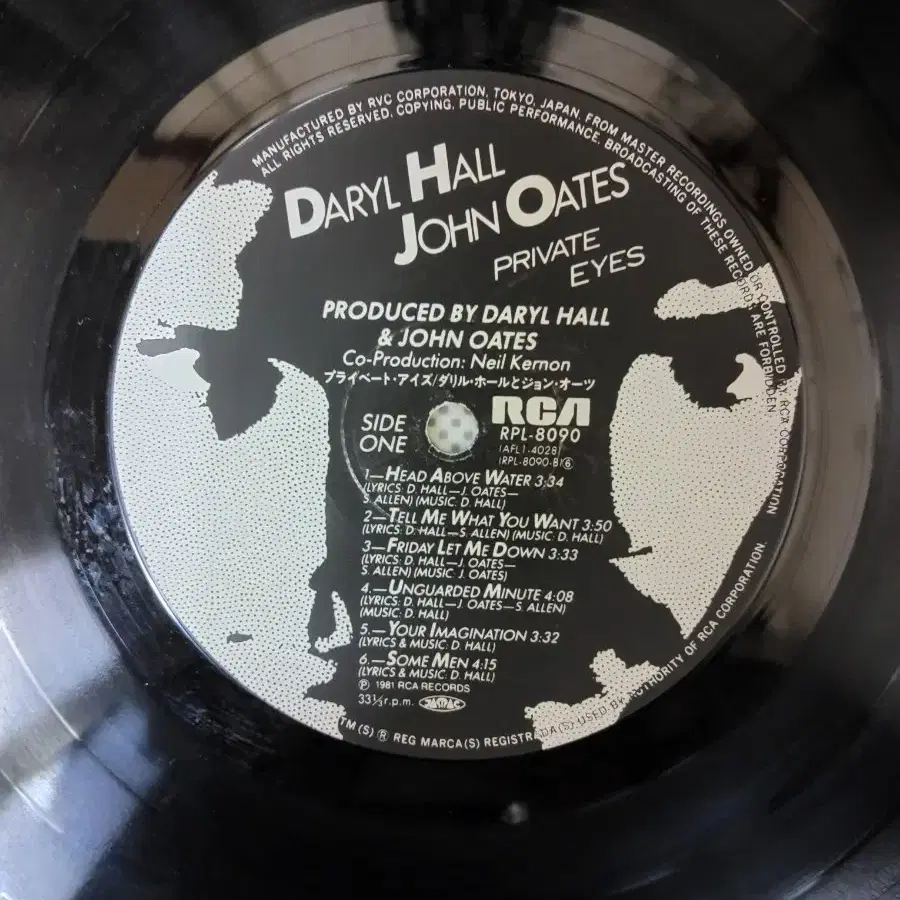 MANUFACTURED BY RVC CORPORATION, TOKYO, JAPAN, FROM MASTER RECORDINGS OWNED OR CONTROLLED BY RCA CORPORATION
ALL RIGHTS RESERVED, COPYING, PUBLIC PERFORMANCE, BROADCASTING OF THESE RECORDS ARE FORBIDDEN.
DARYL HALL
JOHN OATES
PRIVATE
EYES
PRODUCED BY DARYL HALL
& JOHN OATES
Co-Production: Neil Kernon
プライベート・アイズ/ダリル・ホールとジョン・オーツ
SIDE
ONE
RCA
RPL-8090
(AFL1-4028)
(RPL-8090-B)⑥
1—HEAD ABOVE WATER 3:34
(LYRICS: D. HALL—J. OATES—
S. ALLEN) (MUSIC: D. HALL)
2—TELL ME WHAT YOU WANT 3:50
(LYRICS: D. HALL—S. ALLEN) (MUSIC: D. HALL)
3—FRIDAY LET ME DOWN 3:33
(LYRICS: D. HALL—J. OATES—
S. ALLEN) (MUSIC: J. OATES)
4.—UNGUARDED MINUTE 4:08
(LYRICS: D. HALL—J. OATES—S. ALLEN)
(MUSIC: D. HALL)
5.—YOUR IMAGINATION 3:32
(LYRICS & MUSIC: D. HALL)
6.—SOME MEN 4:15
(LYRICS & MUSIC: D. HALL)
Ⓟ 1981 RCA RECORDS
33⅓ r.p.m. JASRAC
TM(S) ® REG MARCA(S) REGISTRADA(S) USED BY AUTHORITY OF RCA CORPORATION.